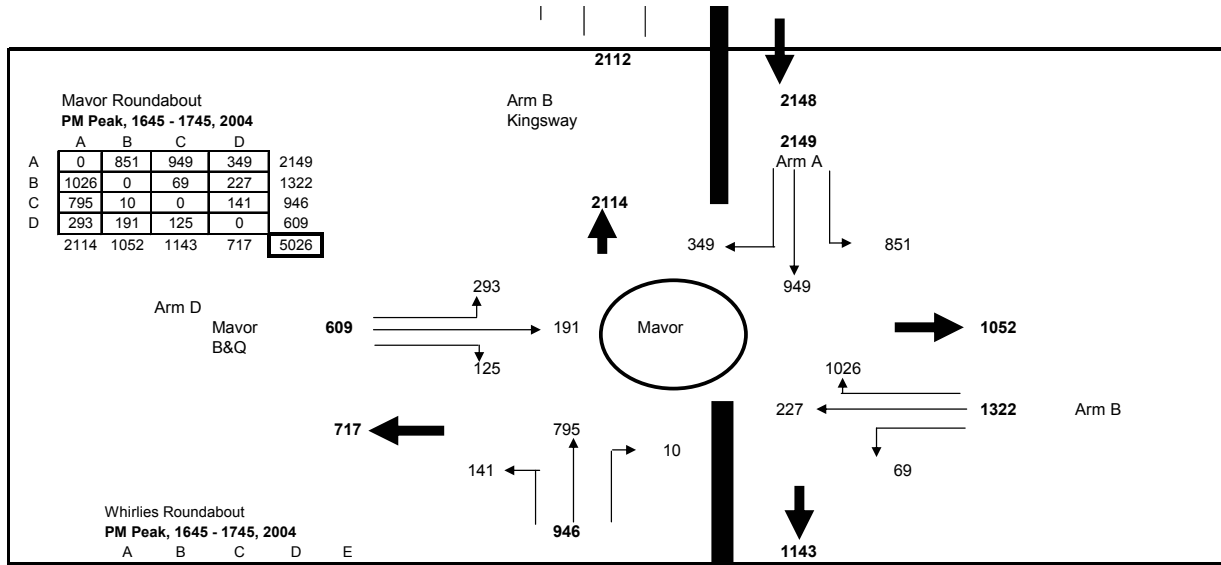 2112
Mavor Roundabout
PM Peak, 1645 - 1745, 2004
A B C D
A 0 851 949 349 2149
B 1026 0 69 227 1322
C 795 10 0 141 946
D 293 191 125 0 609
2114 1052 1143 717 5026
Arm B
Kingsway
2148
2149
Arm A
2114
349
851
949
293
Arm D
Mavor
B&Q
609
191
Mavor
1052
125
1026
227
1322
Arm B
717
795
10
141
69
946
1143
Whirlies Roundabout
PM Peak, 1645 - 1745, 2004
A B C D E